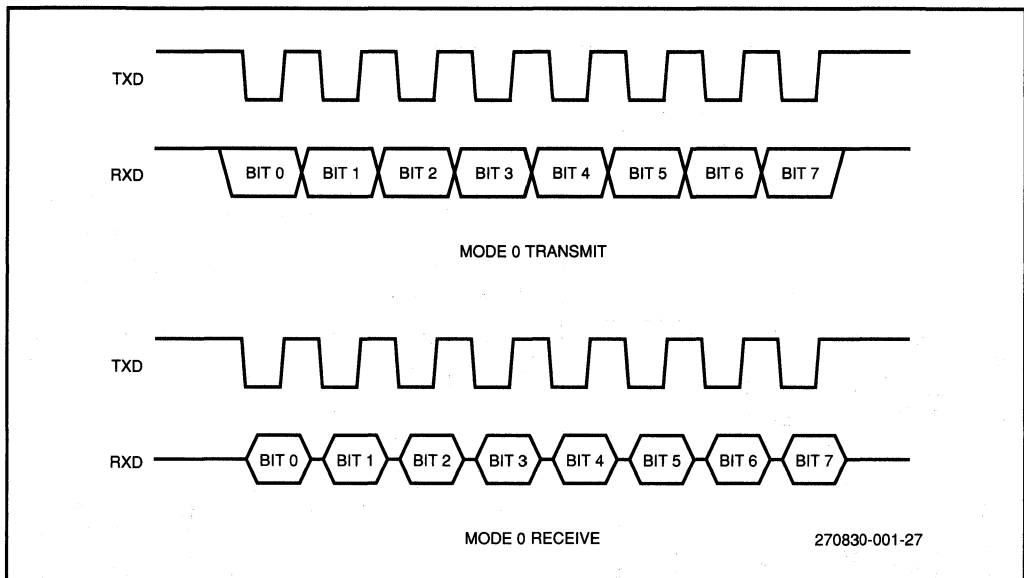 TXD
RXD
BIT 0 BIT 1 BIT 2 BIT 3 BIT 4 BIT 5 BIT 6 BIT 7
MODE 0 TRANSMIT
TXD
RXD
BIT 0 BIT 1 BIT 2 BIT 3 BIT 4 BIT 5 BIT 6 BIT 7
MODE 0 RECEIVE
270830-001-27